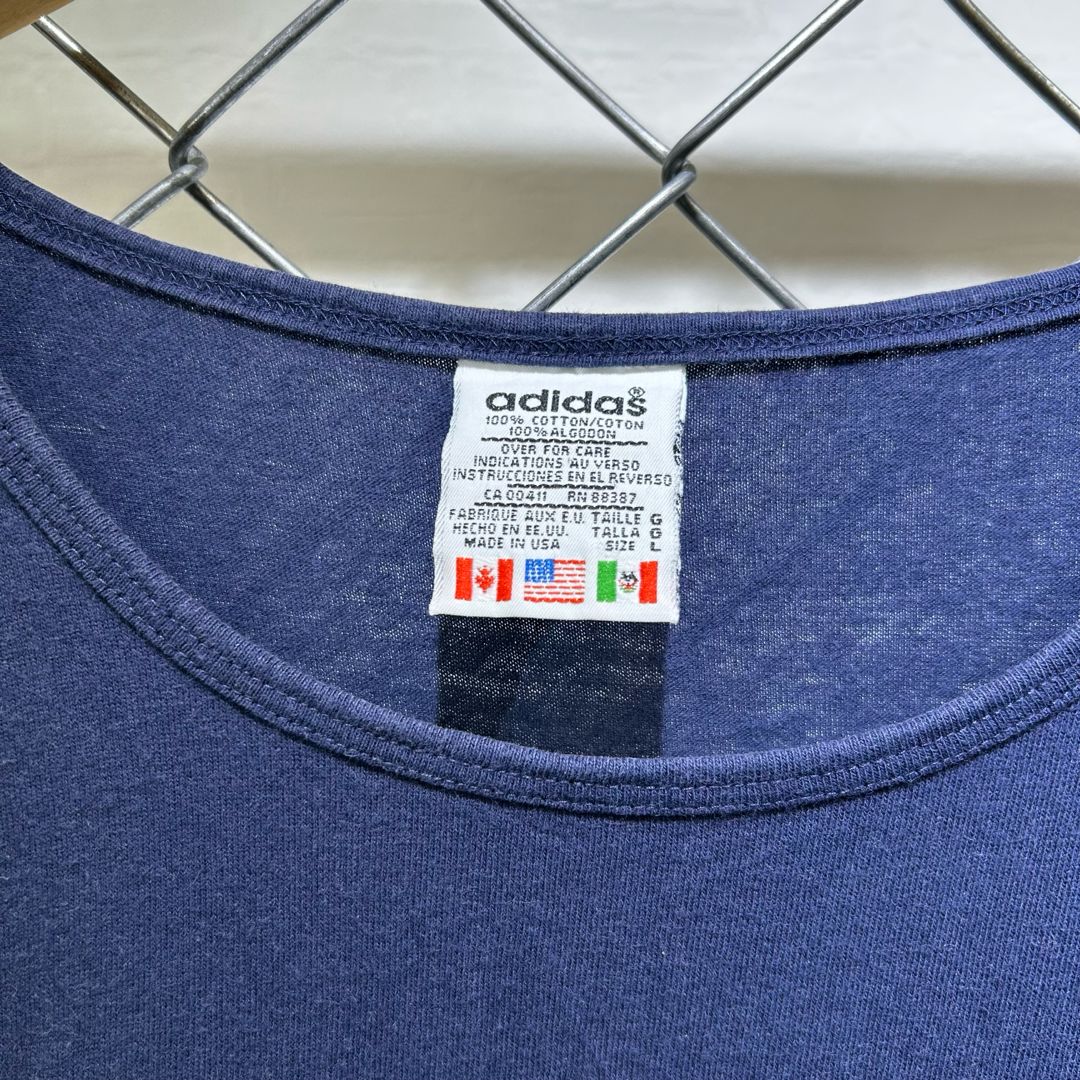 adidas®
100% COTTON/COTON
100% ALGODON
OVER FOR CARE
INDICATIONS AU VERSO
INSTRUCCIONES EN EL REVERSO
CA 00411 RN 88387
FABRIQUE AUX E.U. TAILLE G
HECHO EN EE.UU. TALLA G
MADE IN USA SIZE L